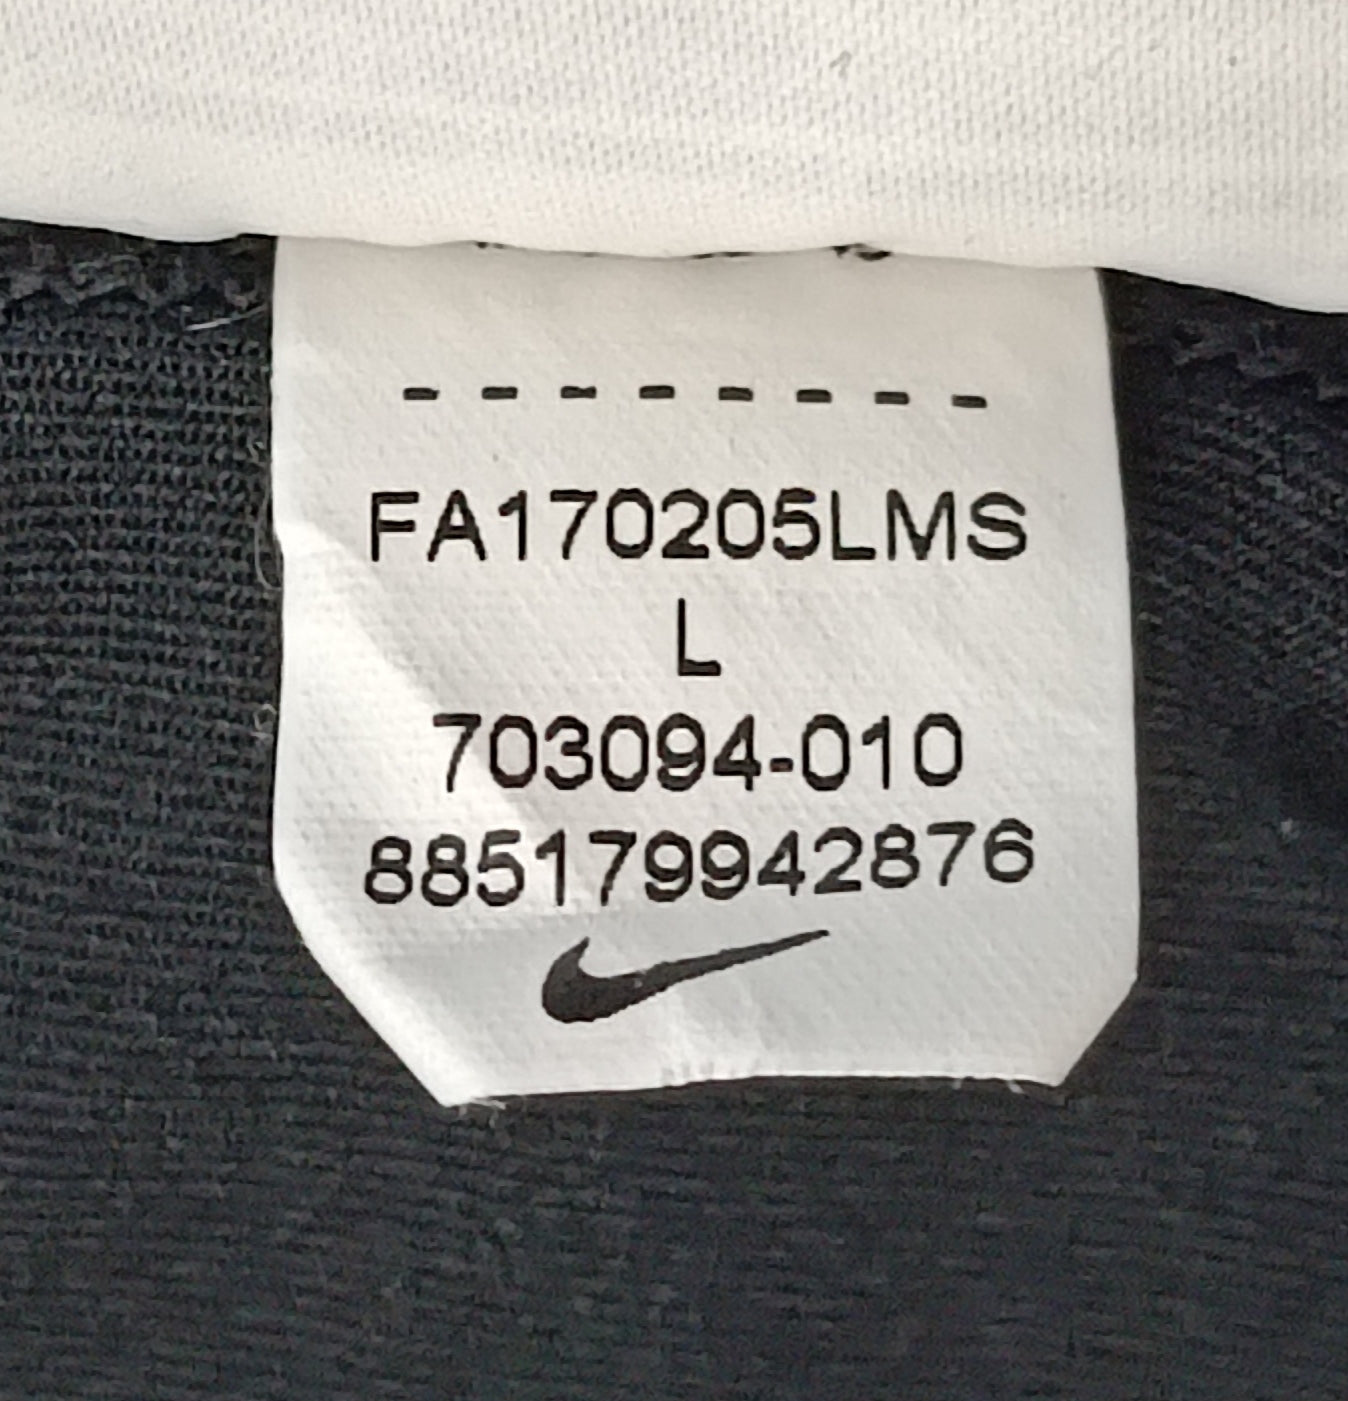 - - - - - - - -
FA170205LMS
L
703094-010
885179942876